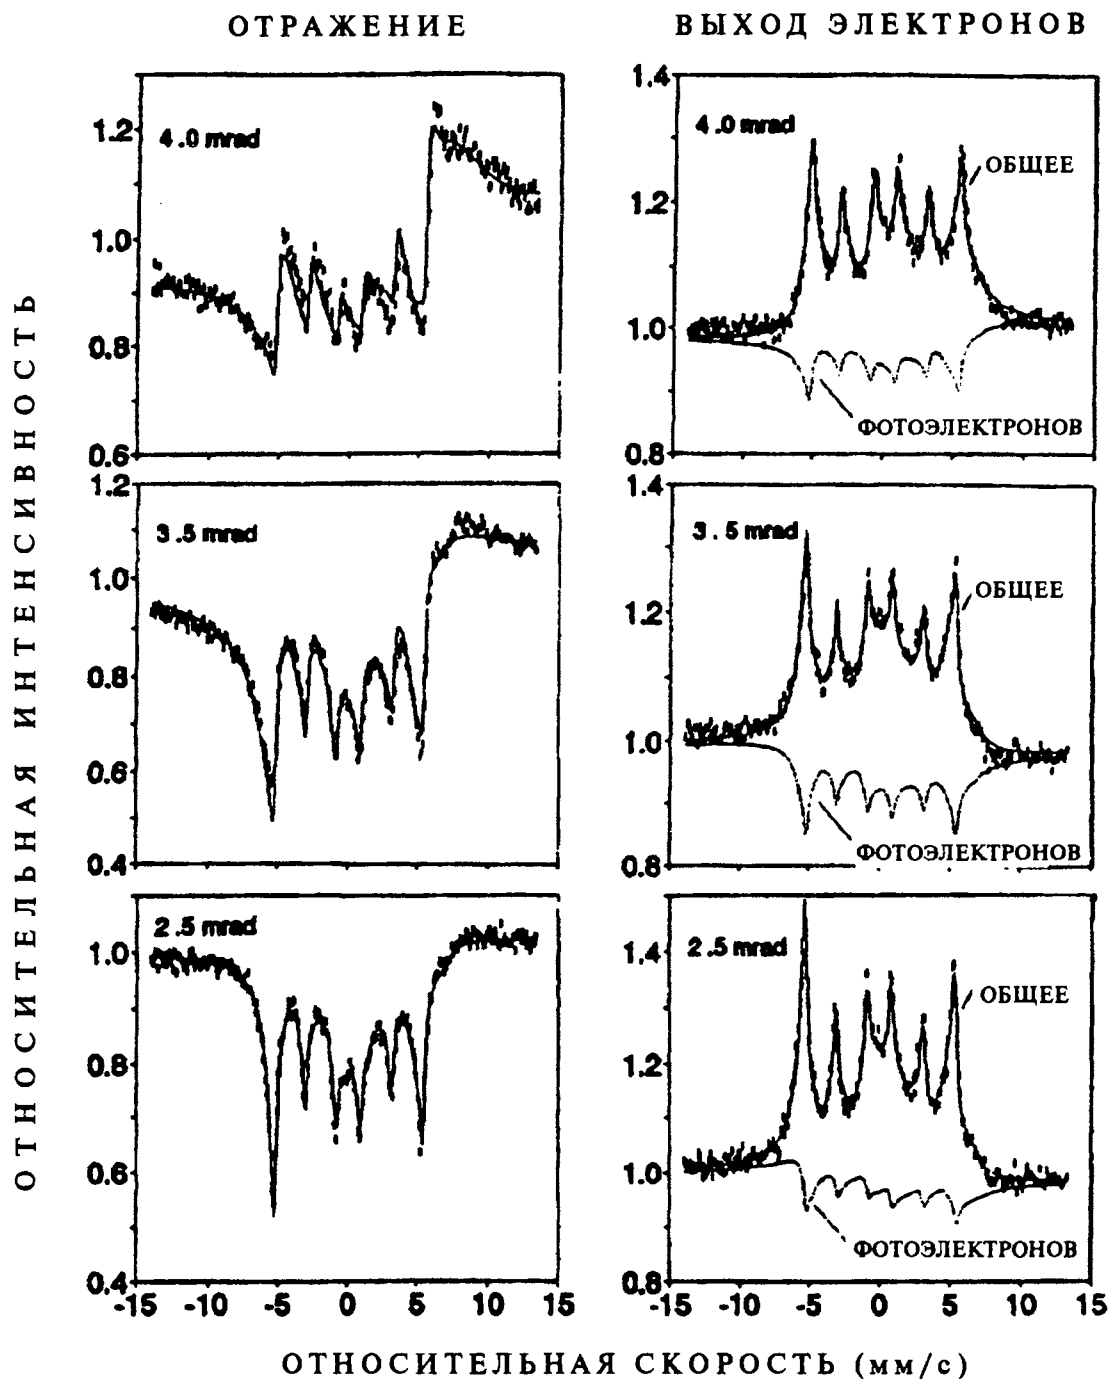 ОТРАЖЕНИЕ
ВЫХОД ЭЛЕКТРОНОВ
ОТНОСИТЕЛЬНАЯ ИНТЕНСИВНОСТЬ
4.0 mrad
1.2
1.0
0.8
0.6
4.0 mrad
ОБЩЕЕ
ФОТОЭЛЕКТРОНОВ
1.4
1.2
1.0
0.8
3.5 mrad
1.2
1.0
0.8
0.6
0.4
3.5 mrad
ОБЩЕЕ
ФОТОЭЛЕКТРОНОВ
1.4
1.2
1.0
0.8
2.5 mrad
1.0
0.8
0.6
0.4
-15 -10 -5 0 5 10 15
2.5 mrad
ОБЩЕЕ
ФОТОЭЛЕКТРОНОВ
1.4
1.2
1.0
0.8
-15 -10 -5 0 5 10 15
ОТНОСИТЕЛЬНАЯ СКОРОСТЬ (мм/с)